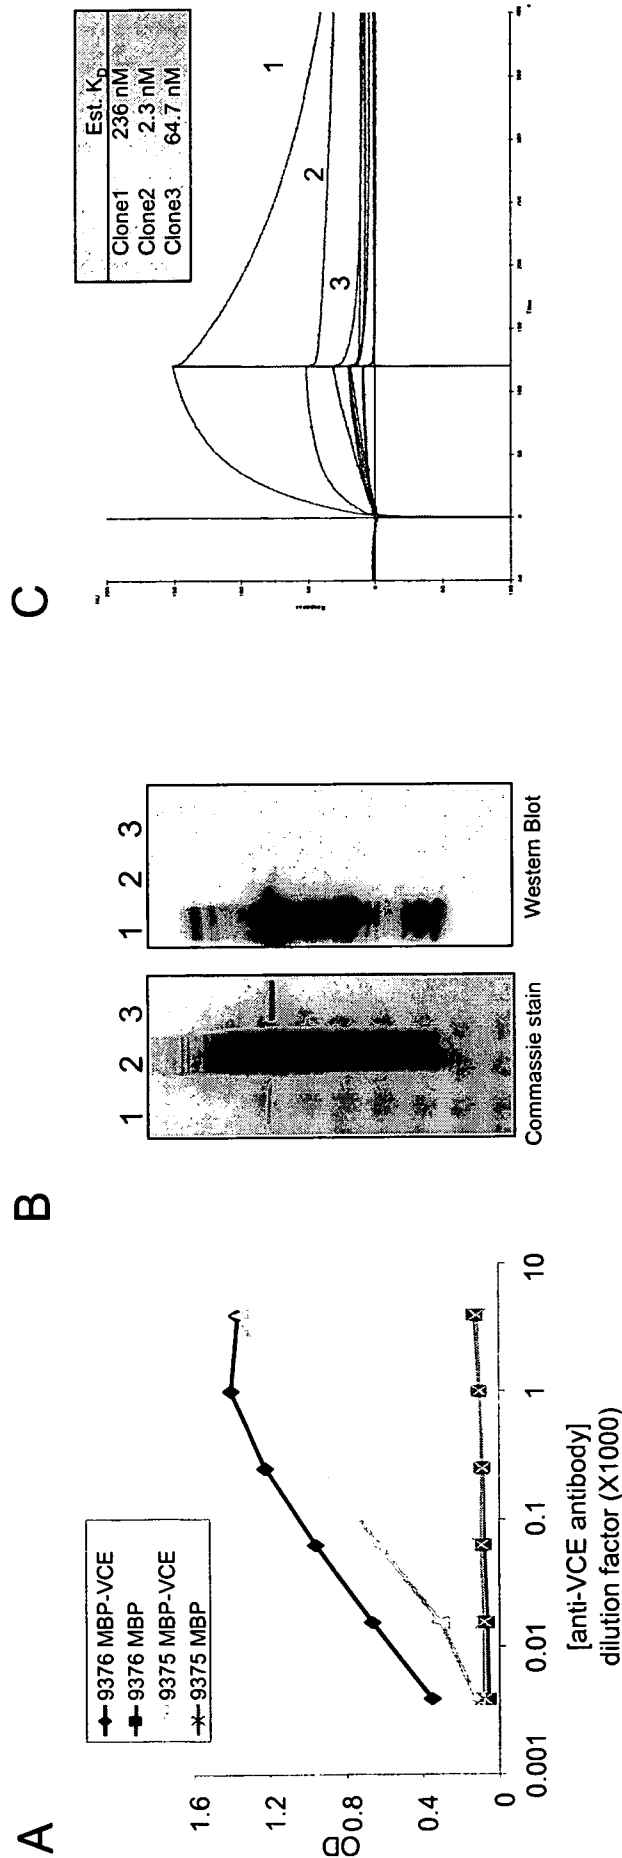 A
9376 MBP-VCE
9376 MBP
9375 MBP-VCE
9375 MBP
OD
1.6
1.2
0.8
0.4
0
0.001
0.01
0.1
1
10
[anti-VCE antibody]
dilution factor (X1000)
B
1 2 3
Commassie stain
1 2 3
Western Blot
C
Est. KD
Clone1 236 nM
Clone2 2.3 nM
Clone3 64.7 nM
1
2
3
RU
Response
Time